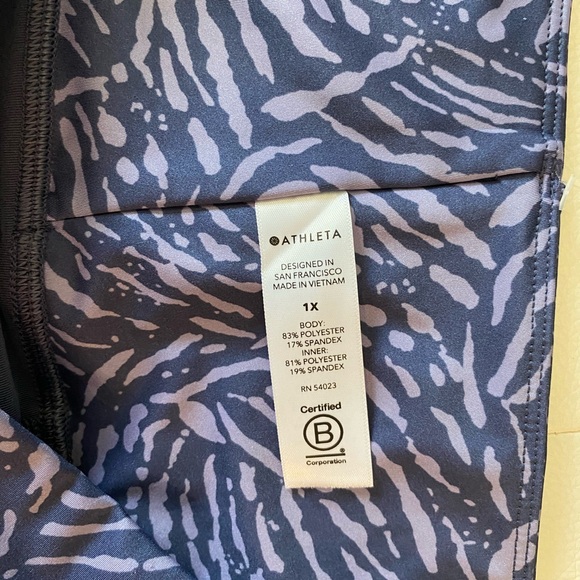 ATHLETA
DESIGNED IN
SAN FRANCISCO
MADE IN VIETNAM
1X
BODY:
83% POLYESTER
17% SPANDEX
INNER:
81% POLYESTER
19% SPANDEX
RN 54023
Certified
B
Corporation